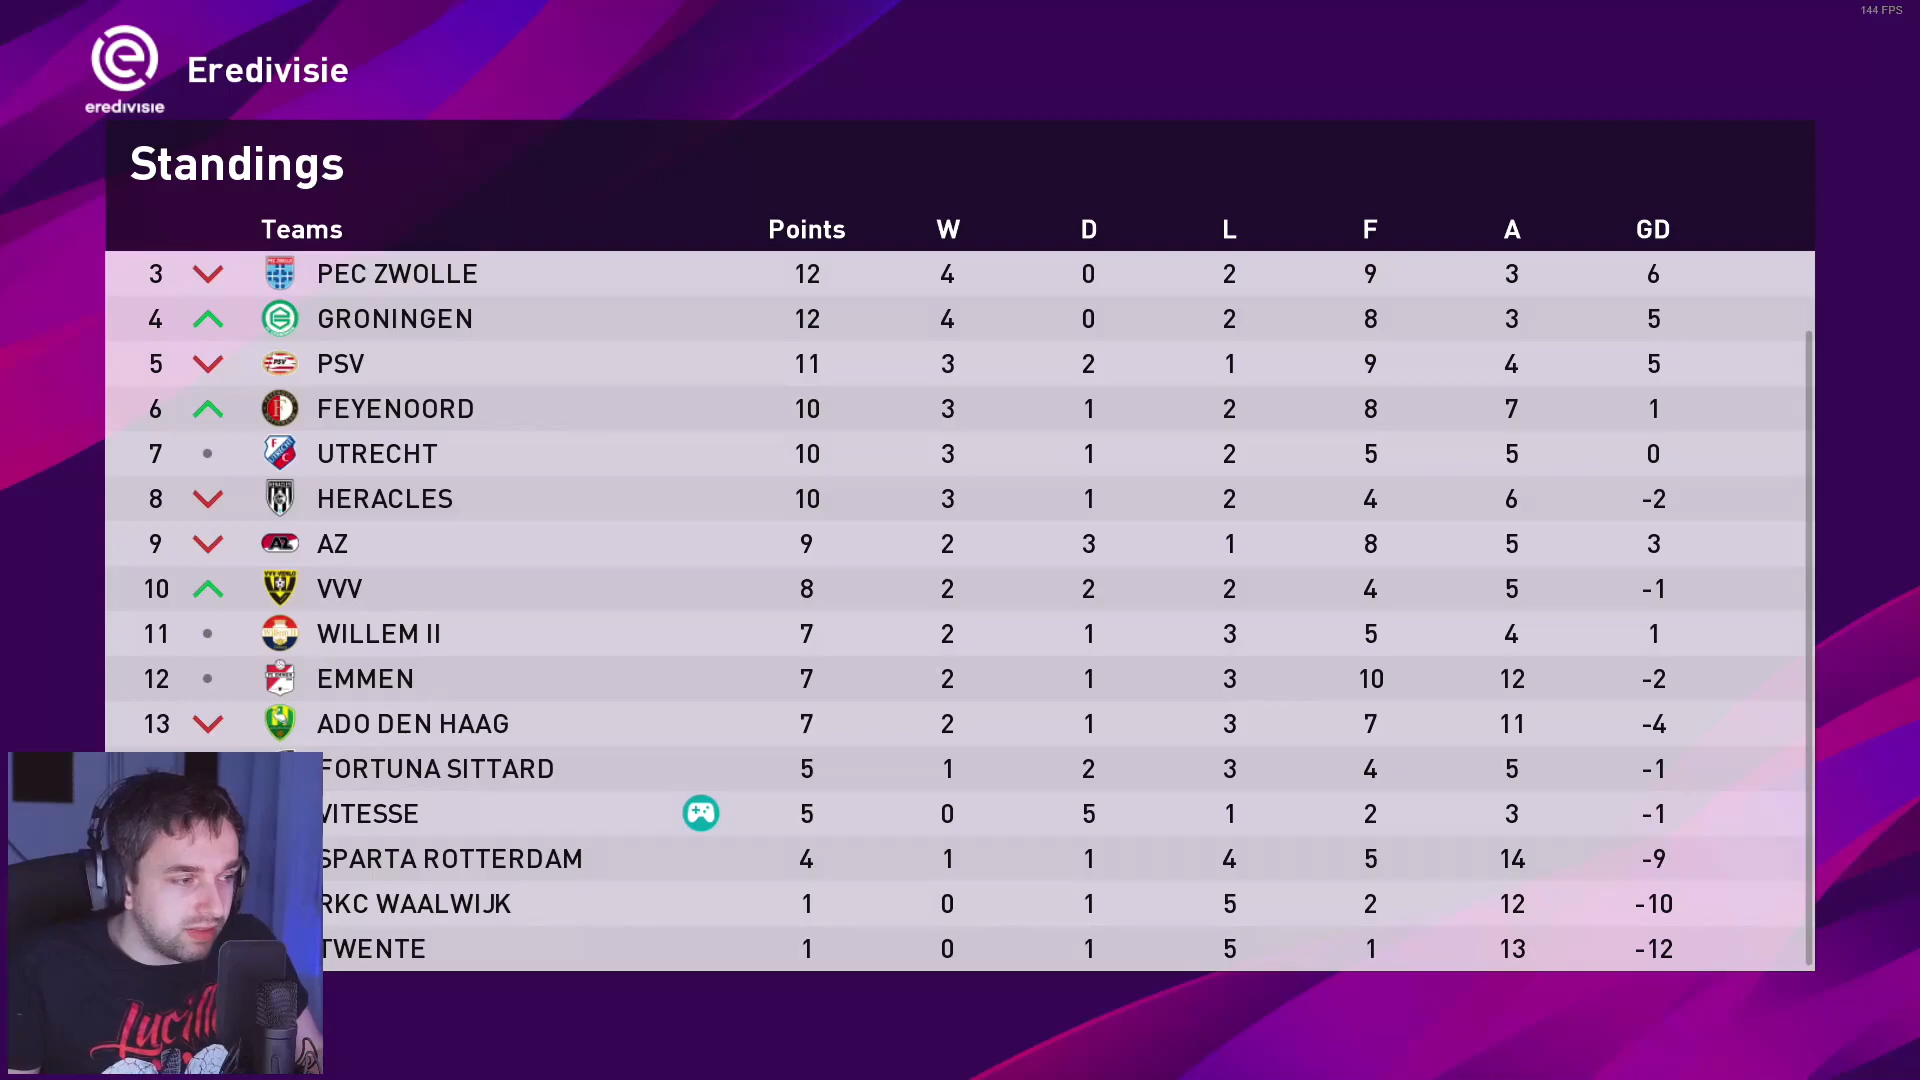 144 FPS
Eredivisie
eredivisie
Standings
Teams Points W D L F A GD
3 PEC ZWOLLE 12 4 0 2 9 3 6
4 GRONINGEN 12 4 0 2 8 3 5
5 PSV 11 3 2 1 9 4 5
6 FEYENOORD 10 3 1 2 8 7 1
7 UTRECHT 10 3 1 2 5 5 0
8 HERACLES 10 3 1 2 4 6 -2
9 AZ 9 2 3 1 8 5 3
10 VVV 8 2 2 2 4 5 -1
11 WILLEM II 7 2 1 3 5 4 1
12 EMMEN 7 2 1 3 10 12 -2
13 ADO DEN HAAG 7 2 1 3 7 11 -4
FORTUNA SITTARD 5 1 2 3 4 5 -1
VITESSE 5 0 5 1 2 3 -1
SPARTA ROTTERDAM 4 1 1 4 5 14 -9
RKC WAALWIJK 1 0 1 5 2 12 -10
TWENTE 1 0 1 5 1 13 -12